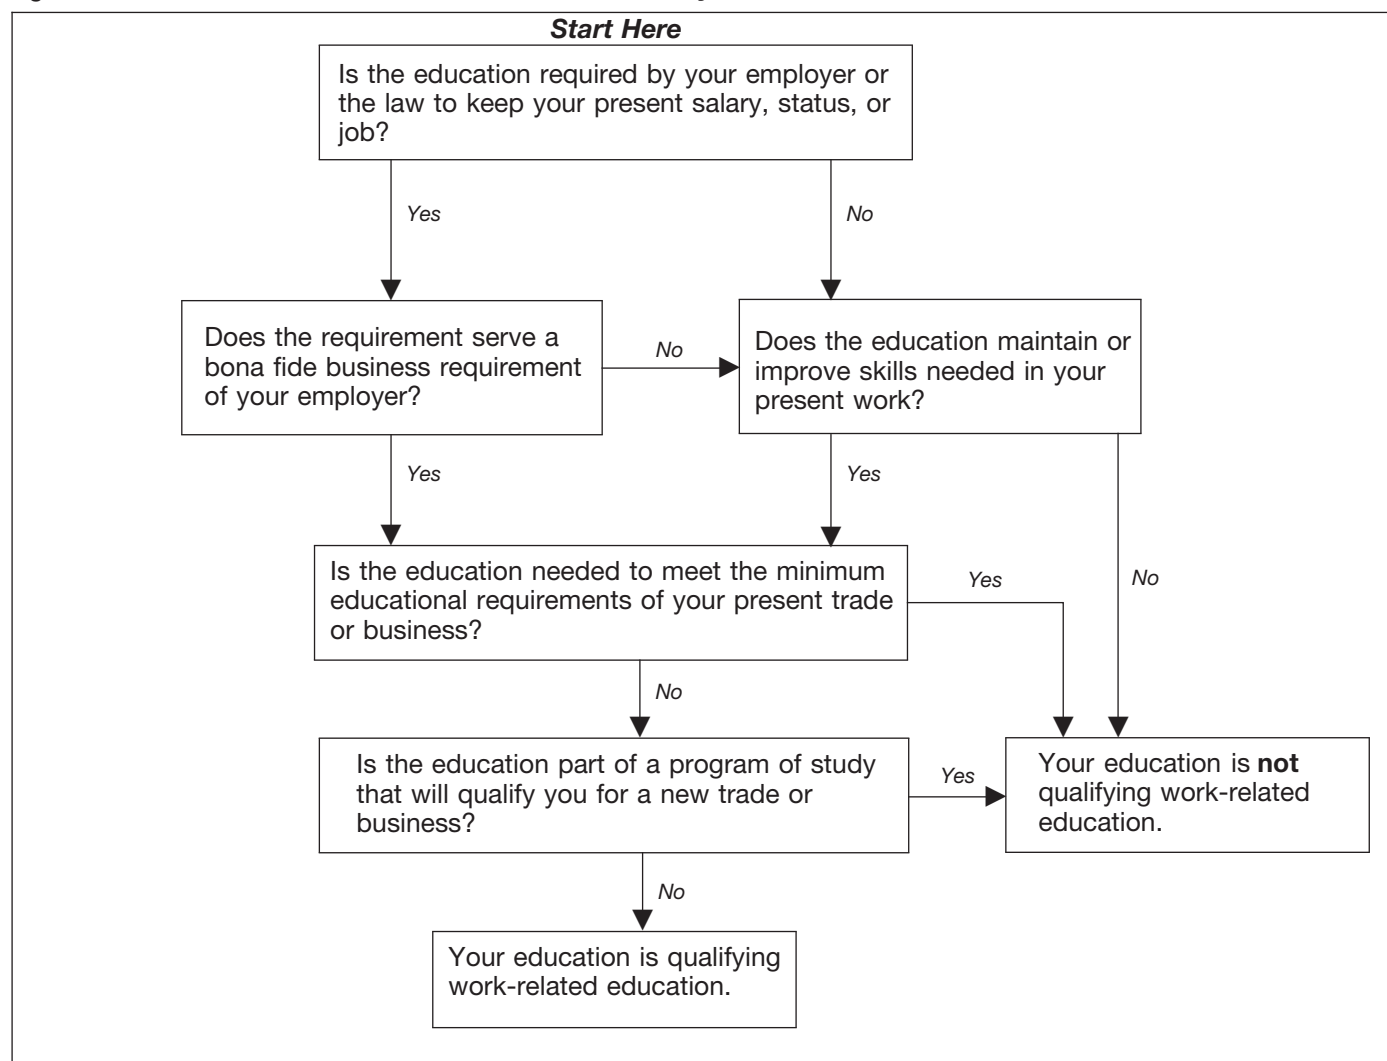 Start Here
Is the education required by your employer or
the law to keep your present salary, status, or
job?
Yes
No
Does the requirement serve a
bona fide business requirement
of your employer?
No
Does the education maintain or
improve skills needed in your
present work?
Yes
Yes
Is the education needed to meet the minimum
educational requirements of your present trade
or business?
Yes
No
No
Is the education part of a program of study
that will qualify you for a new trade or
business?
Yes
Your education is not
qualifying work-related
education.
No
Your education is qualifying
work-related education.